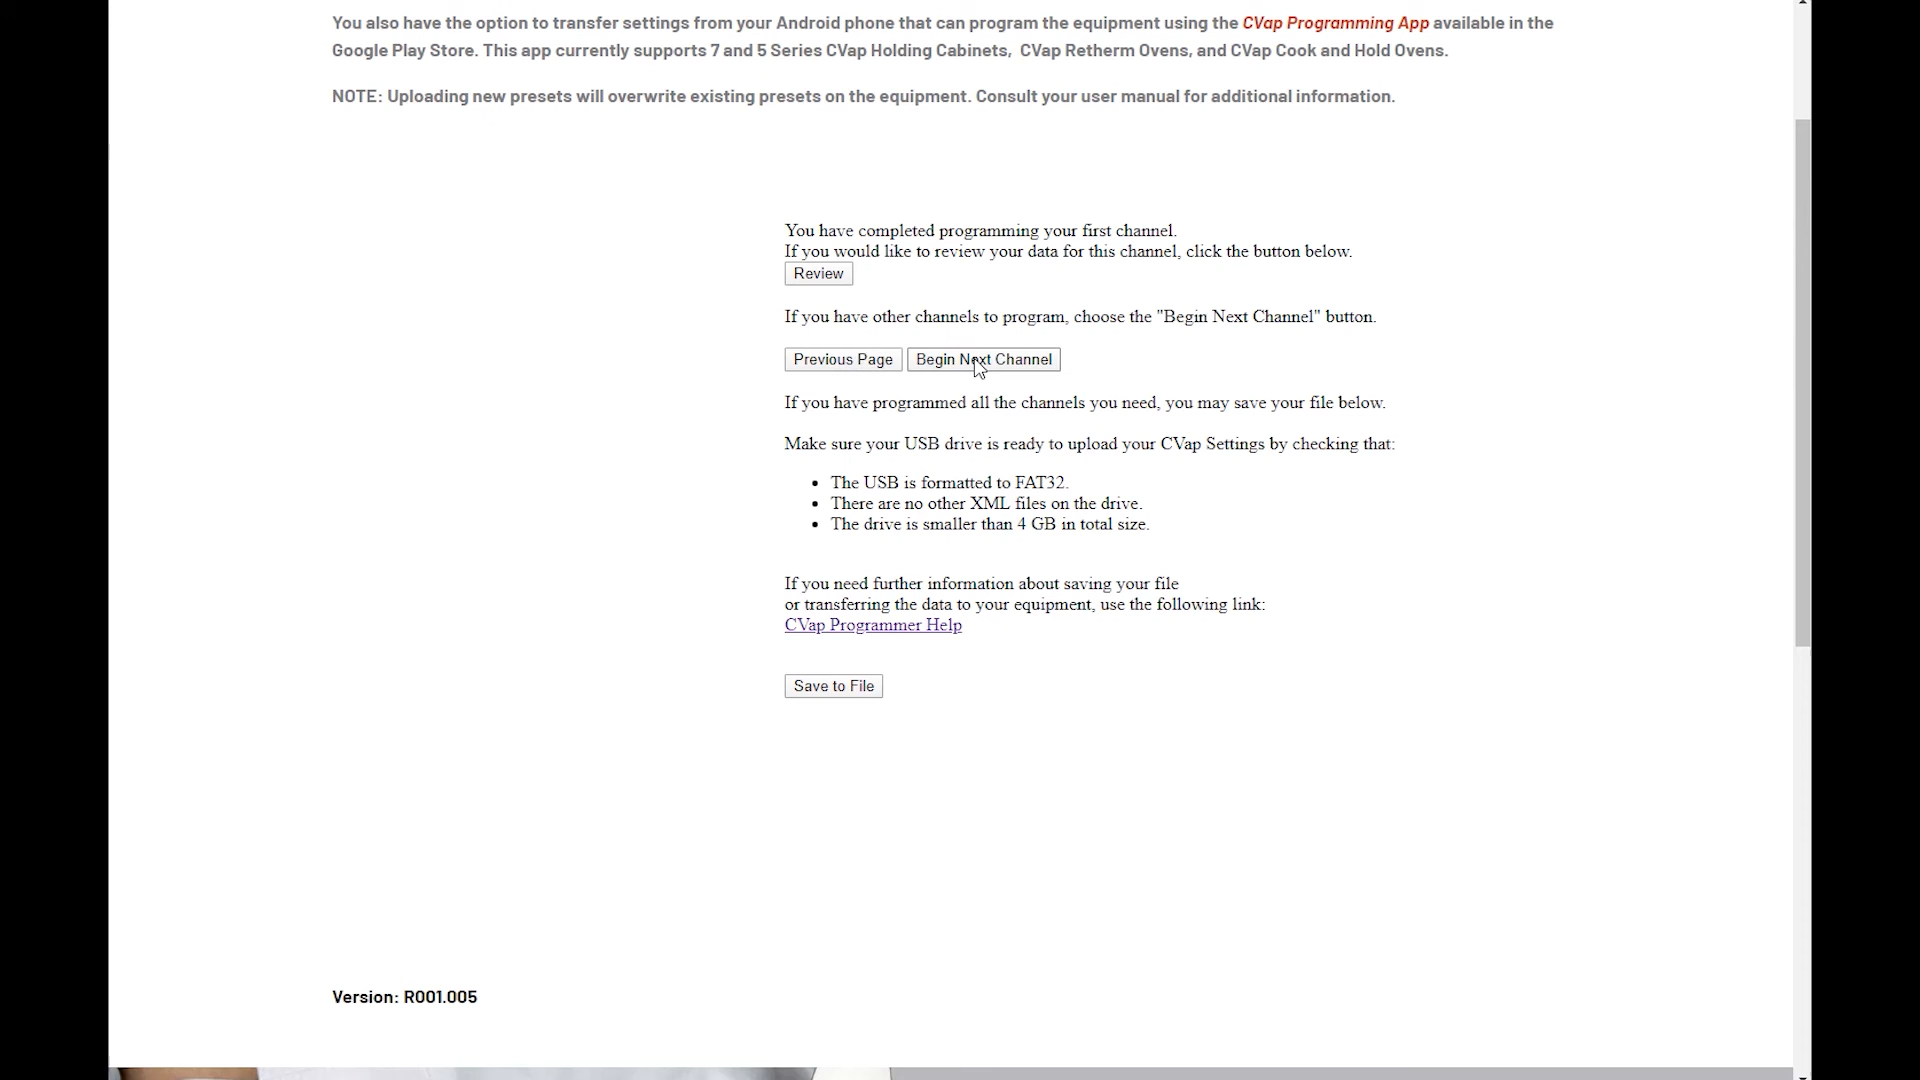 You also have the option to transfer settings from your Android phone that can program the equipment using the CVap Programming App available in the
Google Play Store. This app currently supports 7 and 5 Series CVap Holding Cabinets,  CVap Retherm Ovens, and CVap Cook and Hold Ovens.
NOTE: Uploading new presets will overwrite existing presets on the equipment. Consult your user manual for additional information.
You have completed programming your first channel.
If you would like to review your data for this channel, click the button below.
Review
If you have other channels to program, choose the "Begin Next Channel" button.
Previous Page Begin Next Channel
If you have programmed all the channels you need, you may save your file below.
Make sure your USB drive is ready to upload your CVap Settings by checking that:
• The USB is formatted to FAT32.
• There are no other XML files on the drive.
• The drive is smaller than 4 GB in total size.
If you need further information about saving your file
or transferring the data to your equipment, use the following link:
CVap Programmer Help
Save to File
Version: R001.005